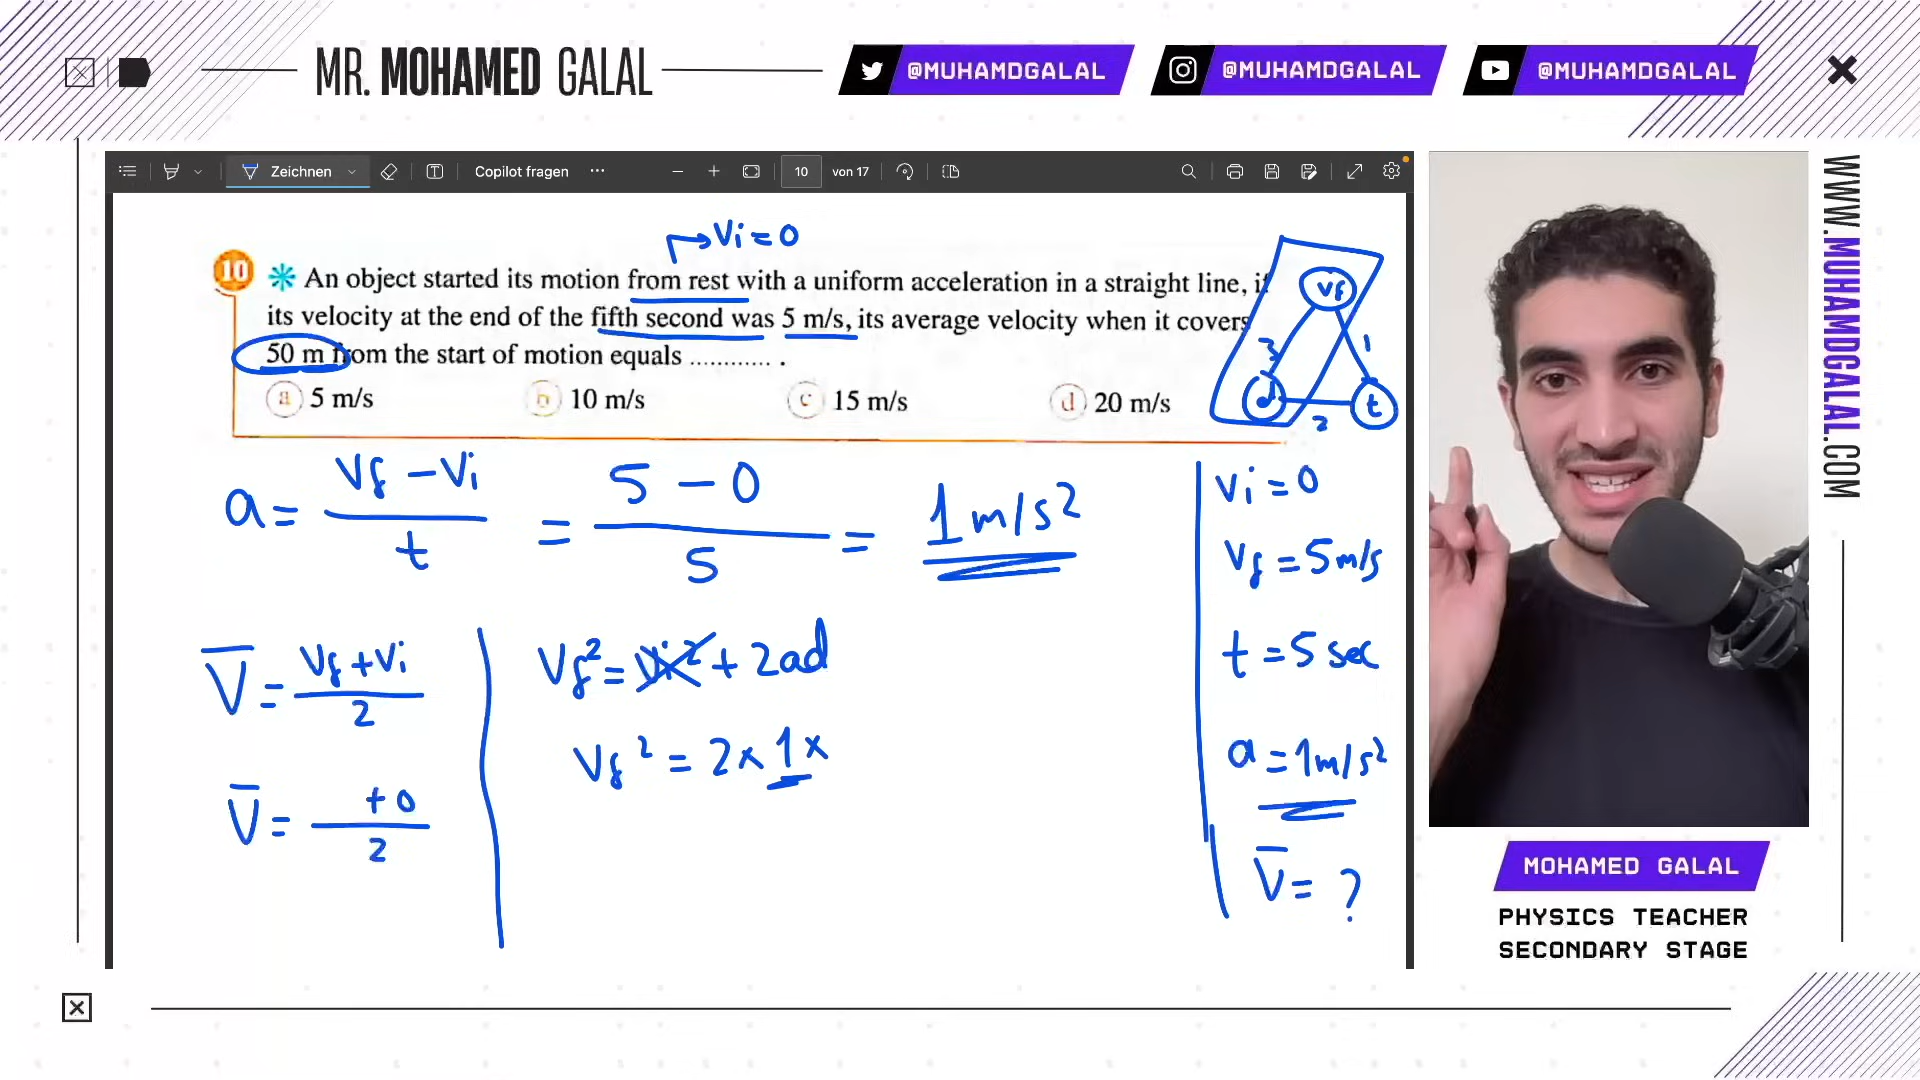 MR. MOHAMED GALAL
@MUHAMDGALAL
@MUHAMDGALAL
@MUHAMDGALAL
WWW.MUHAMDGALAL.COM
Zeichnen
Copilot fragen
10 von 17
Vi = 0
10 An object started its motion from rest with a uniform acceleration in a straight line, if
its velocity at the end of the fifth second was 5 m/s, its average velocity when it covers
50 m from the start of motion equals ............ .
a 5 m/s
b 10 m/s
c 15 m/s
d 20 m/s
Vf
3
1
d
2
t
a = (Vf - Vi) / t = (5 - 0) / 5 = 1 m/s²
V̄ = (Vf + Vi) / 2
V̄ = ( + 0) / 2
Vf² = Vi² + 2ad
Vf² = 2 x 1 x
Vi = 0
Vf = 5 m/s
t = 5 sec
a = 1 m/s²
V̄ = ?
MOHAMED GALAL
PHYSICS TEACHER
SECONDARY STAGE